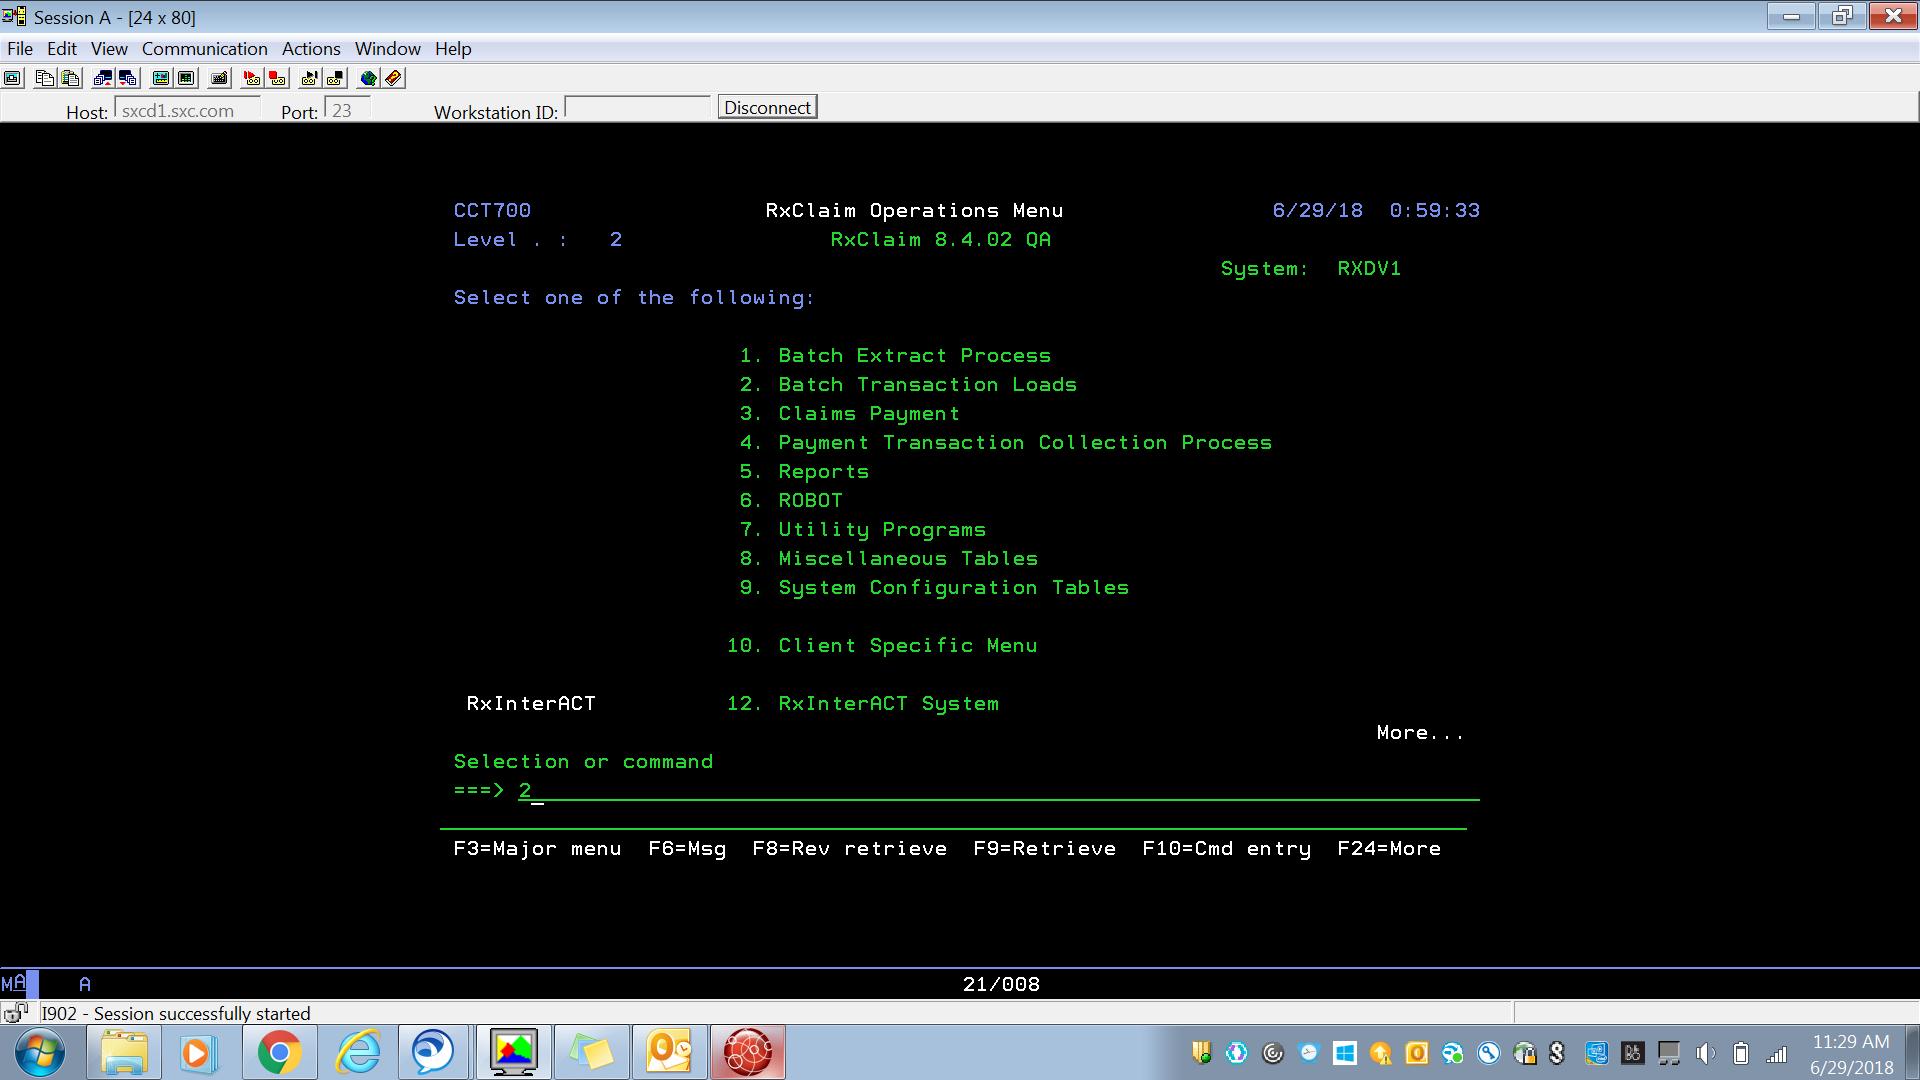 Session A - [24 x 80]
File Edit View Communication Actions Window Help
Host: sxcd1.sxc.com Port: 23 Workstation ID: Disconnect
CCT700 RxClaim Operations Menu 6/29/18 0:59:33
Level . : 2 RxClaim 8.4.02 QA
System: RXDV1
Select one of the following:
1. Batch Extract Process
2. Batch Transaction Loads
3. Claims Payment
4. Payment Transaction Collection Process
5. Reports
6. ROBOT
7. Utility Programs
8. Miscellaneous Tables
9. System Configuration Tables
10. Client Specific Menu
RxInterACT 12. RxInterACT System
More...
Selection or command
===> 2
F3=Major menu F6=Msg F8=Rev retrieve F9=Retrieve F10=Cmd entry F24=More
MA A 21/008
I902 - Session successfully started
11:29 AM
6/29/2018